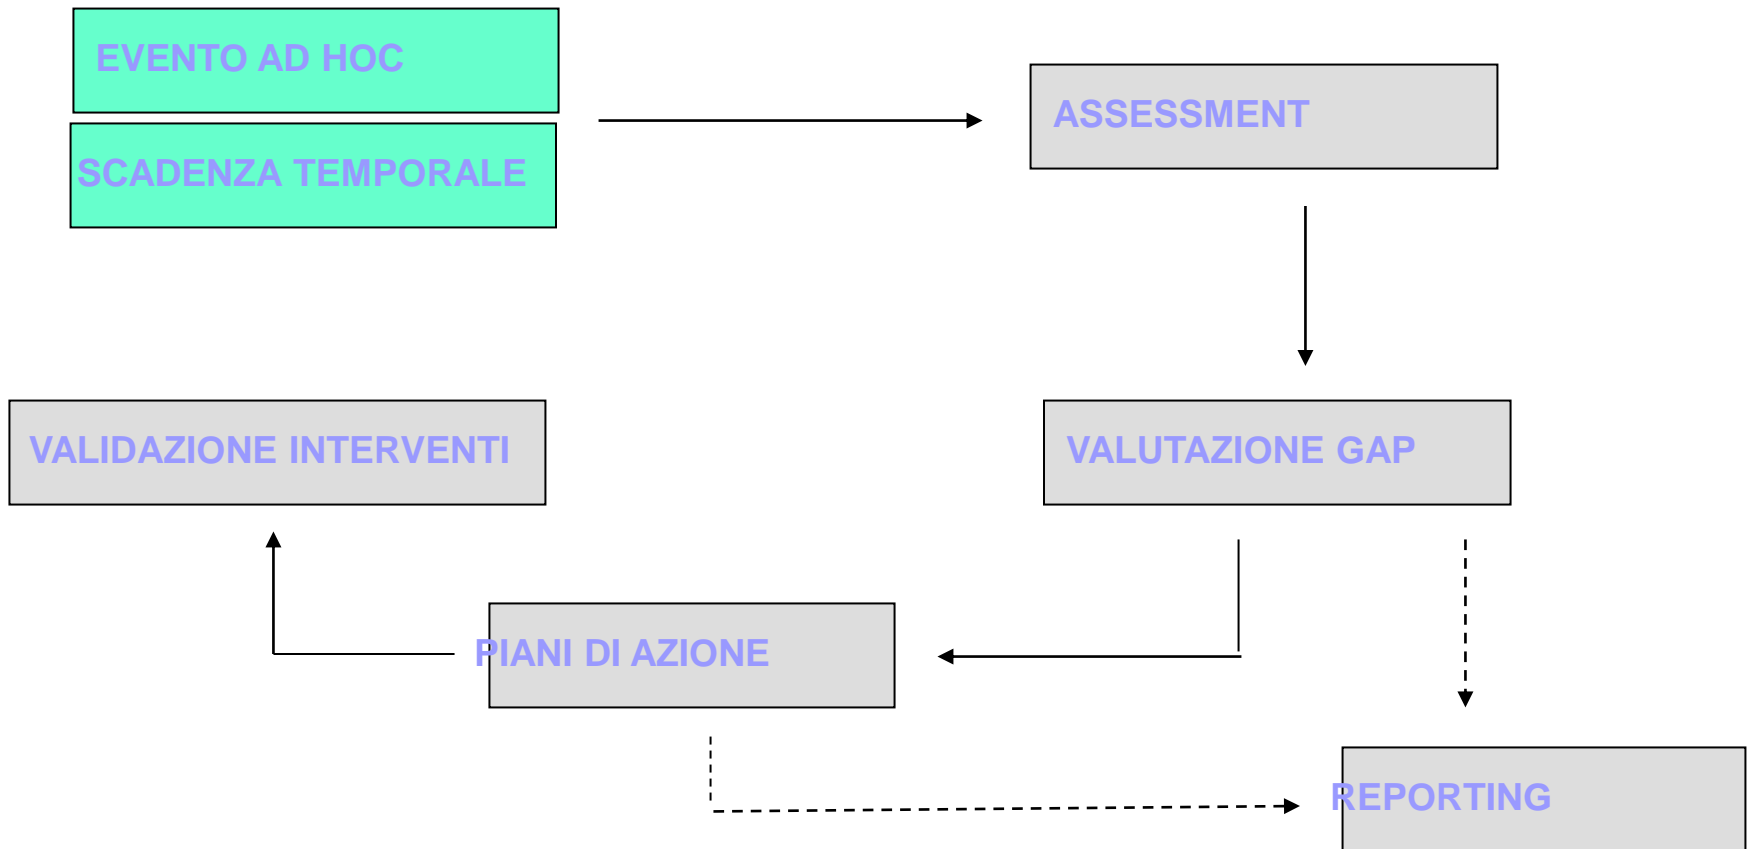 EVENTO AD HOC
SCADENZA TEMPORALE
ASSESSMENT
VALIDAZIONE INTERVENTI
VALUTAZIONE GAP
PIANI DI AZIONE
REPORTING